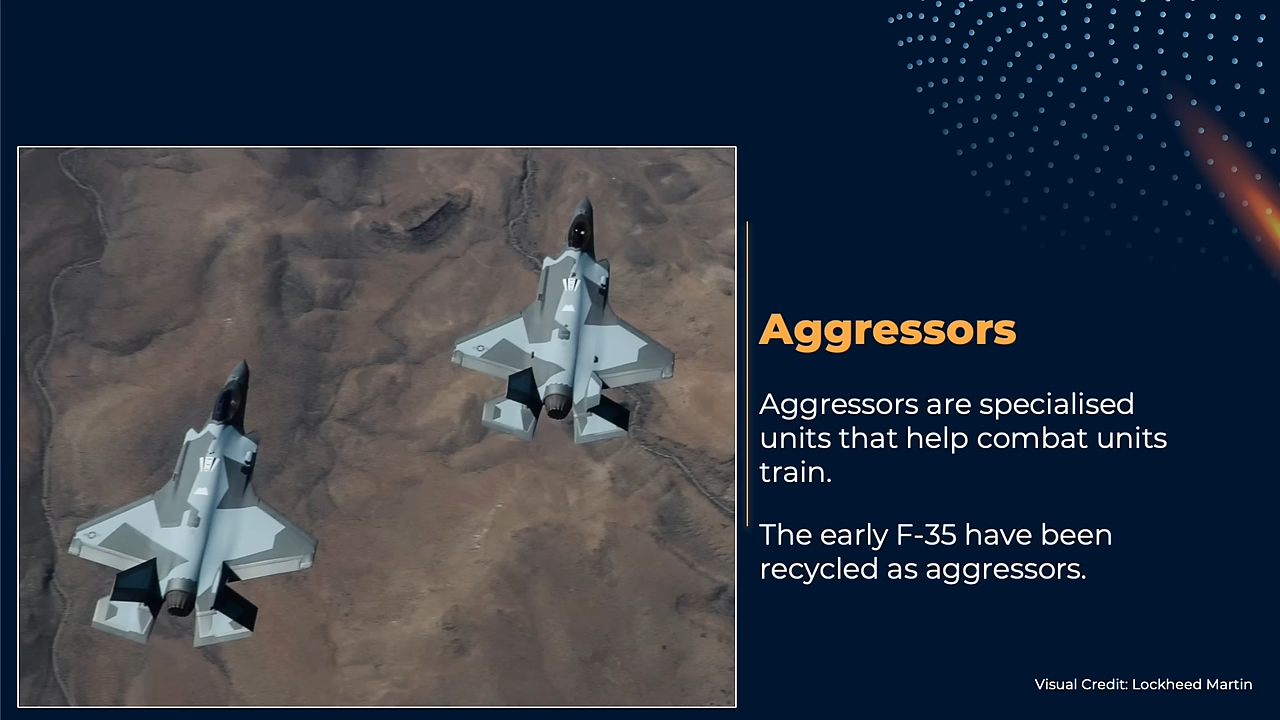 Aggressors
Aggressors are specialised
units that help combat units
train.
The early F-35 have been
recycled as aggressors.
Visual Credit: Lockheed Martin